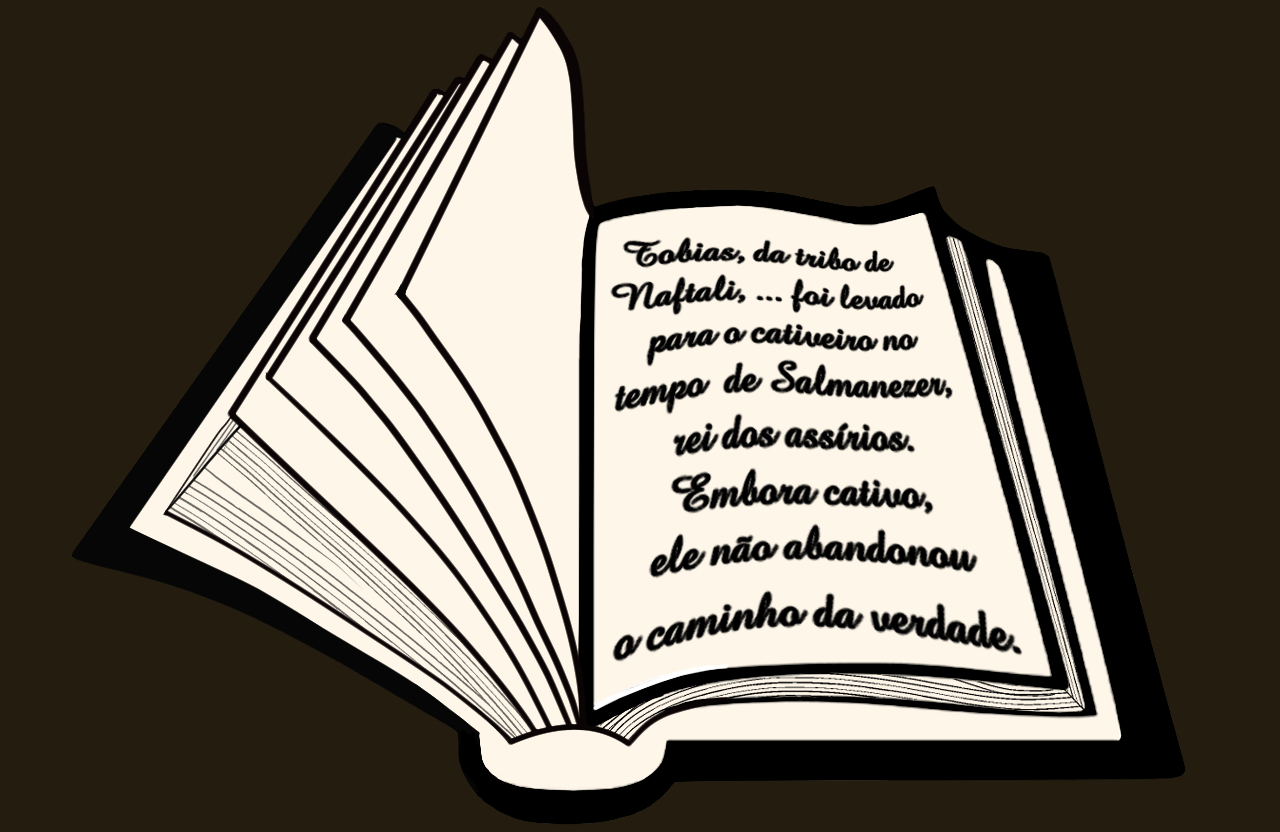 Tobias, da tribo de
Naftali, ... foi levado
para o cativeiro no
tempo de Salmanezer,
rei dos assírios.
Embora cativo,
ele não abandonou
o caminho da verdade.